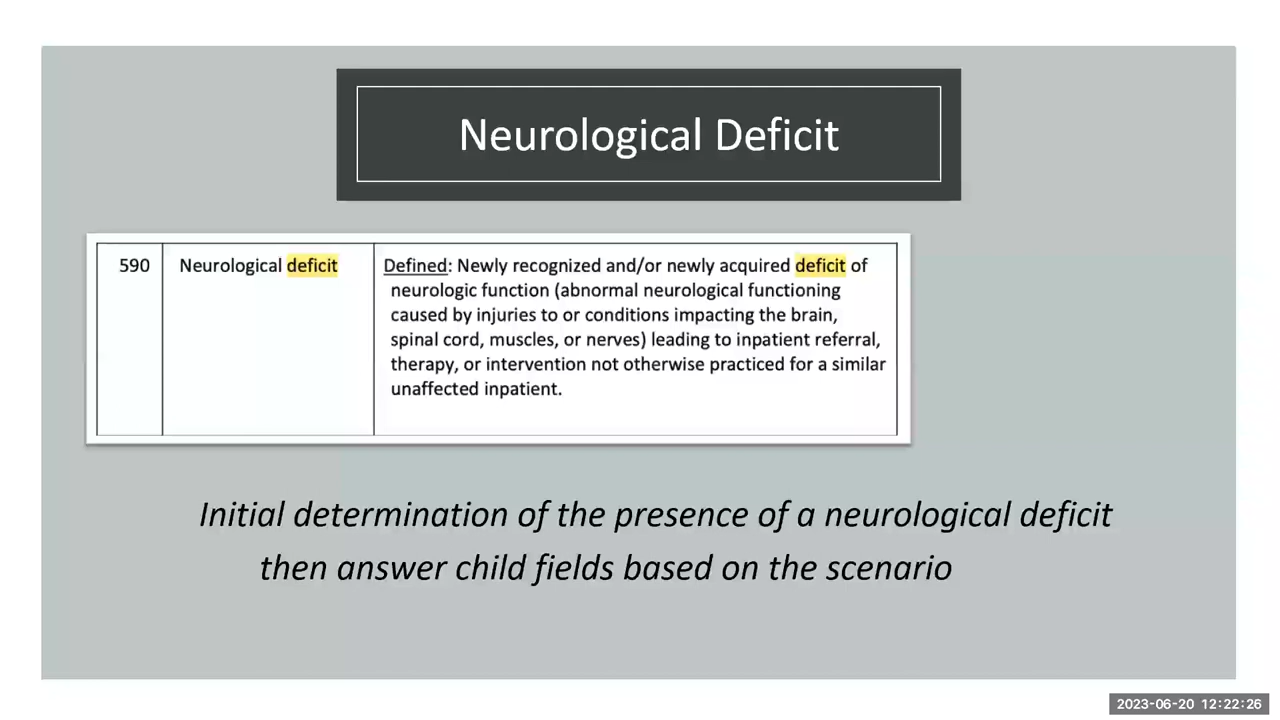 Neurological Deficit
590 Neurological deficit Defined: Newly recognized and/or newly acquired deficit of
neurologic function (abnormal neurological functioning
caused by injuries to or conditions impacting the brain,
spinal cord, muscles, or nerves) leading to inpatient referral,
therapy, or intervention not otherwise practiced for a similar
unaffected inpatient.
Initial determination of the presence of a neurological deficit
then answer child fields based on the scenario
2023-06-20 12:22:26